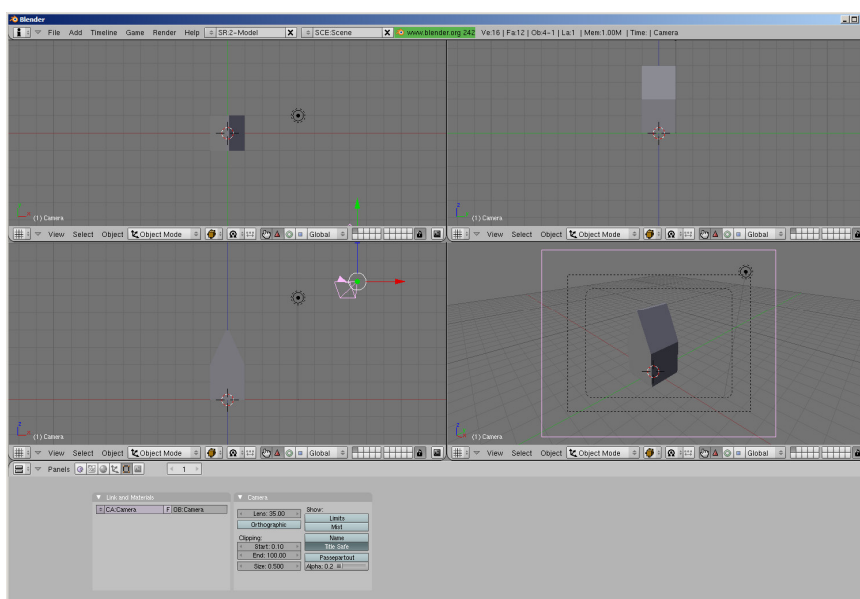 Blender
File Add Timeline Game Render Help SR:2-Model X SCE:Scene X www.blender.org 242 Ve:16 | Fa:12 | Ob:4-1 | La:1 | Mem:1.00M | Time: | Camera
(1) Camera
z
(1) Camera
View Select Object Object Mode Global
View Select Object Object Mode Global
z
(1) Camera
z
(1) Camera
View Select Object Object Mode Global
View Select Object Object Mode Global
Panels 1
Link and Materials
CA:Camera F OB:Camera
Camera
Lens: 35.00
Orthographic
Clipping:
Start: 0.10
End: 100.00
Size: 0.500
Show:
Limits
Mist
Name
Title Safe
Passepartout
Alpha: 0.2